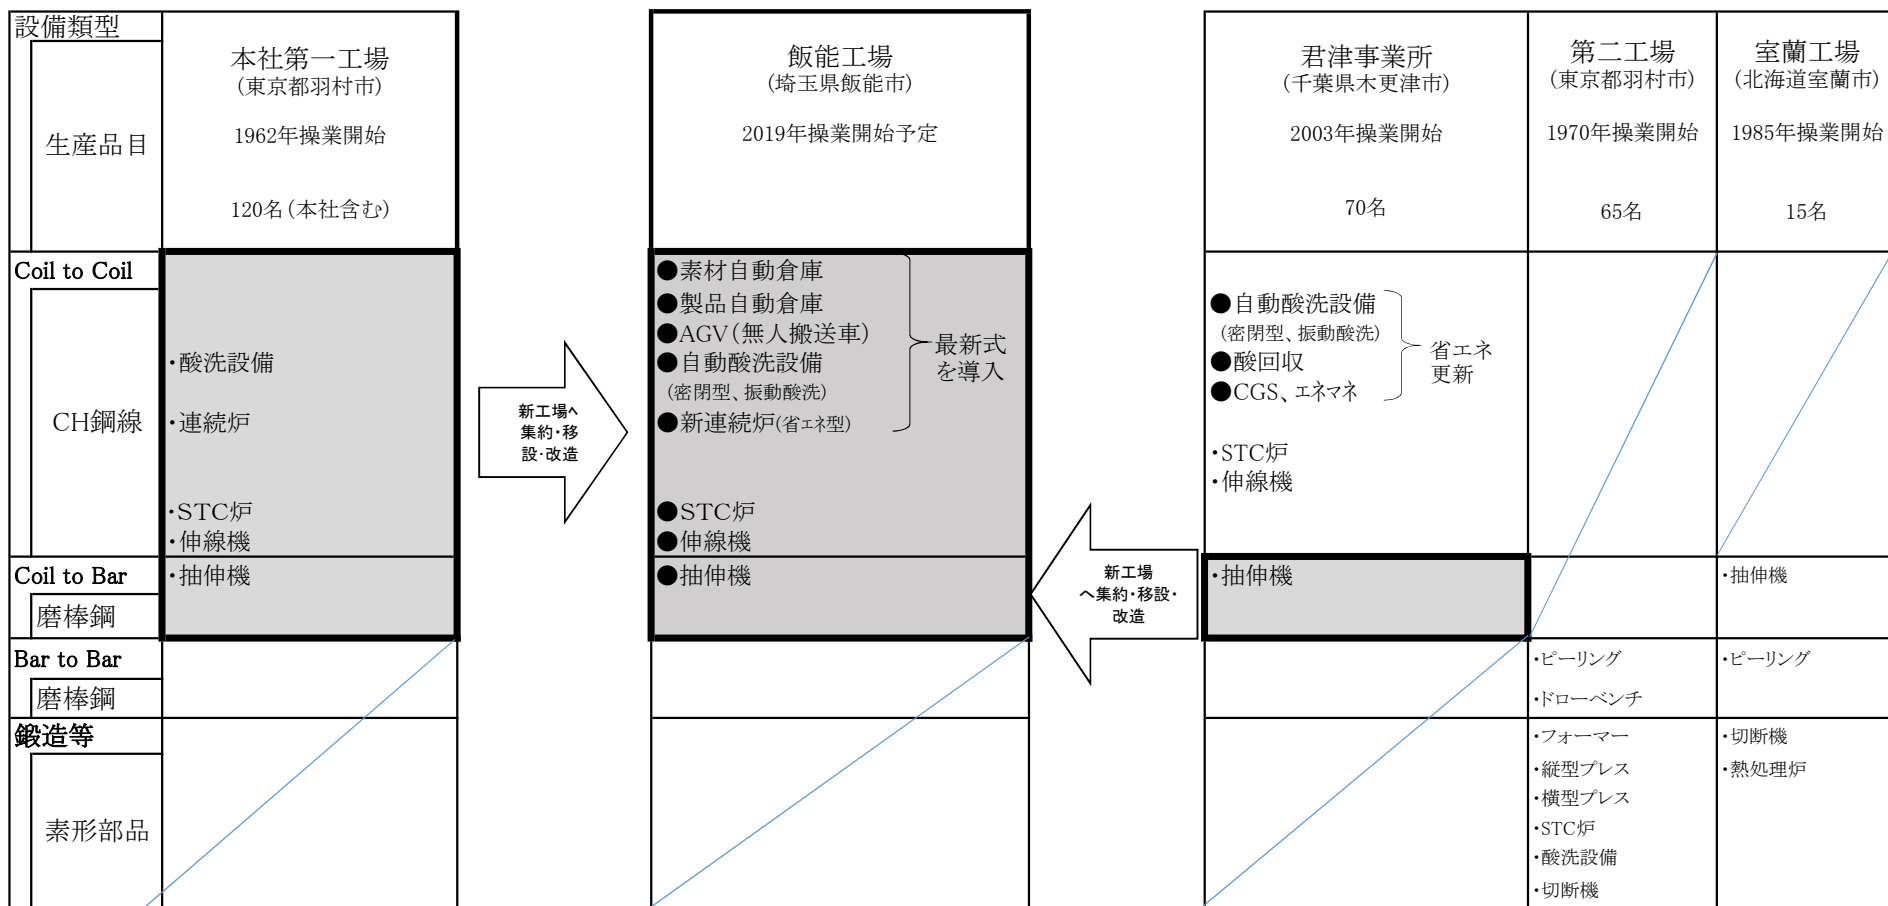 設備類型
生産品目
本社第一工場
(東京都羽村市)
1962年操業開始
120名(本社含む)
飯能工場
(埼玉県飯能市)
2019年操業開始予定
君津事業所
(千葉県木更津市)
2003年操業開始
70名
第二工場
(東京都羽村市)
1970年操業開始
65名
室蘭工場
(北海道室蘭市)
1985年操業開始
15名
Coil to Coil
CH鋼線
・酸洗設備
・連続炉
・STC炉
・伸線機
新工場へ
集約・移
設・改造
●素材自動倉庫
●製品自動倉庫
●AGV(無人搬送車)
●自動酸洗設備
(密閉型、振動酸洗)
●新連続炉(省エネ型)
最新式
を導入
●STC炉
●伸線機
●自動酸洗設備
(密閉型、振動酸洗)
●酸回収
●CGS、エネマネ
省エネ
更新
・STC炉
・伸線機
Coil to Bar
磨棒鋼
・抽伸機
●抽伸機
新工場
へ集約・移設・
改造
・抽伸機
・抽伸機
Bar to Bar
磨棒鋼
・ピーリング
・ドローベンチ
・ピーリング
鍛造等
素形部品
・フォーマー
・縦型プレス
・横型プレス
・STC炉
・酸洗設備
・切断機
・切断機
・熱処理炉